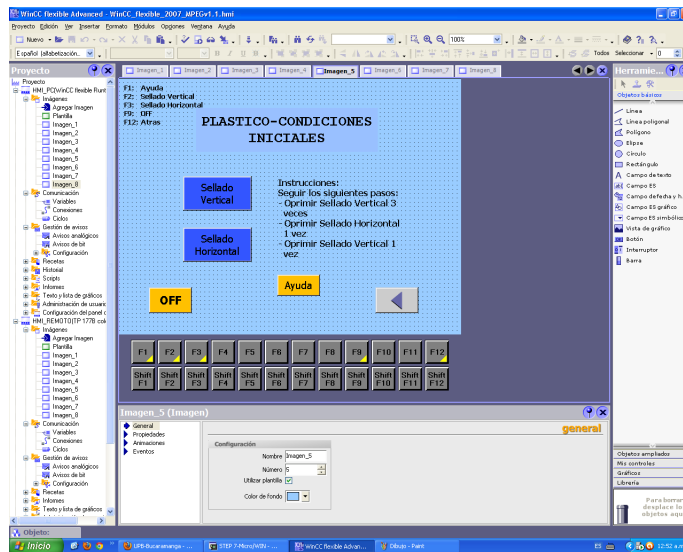 WinCC flexible Advanced - WinCC_flexible_2007_MPEGv1.1.hmi
Proyecto Edición Ver Insertar Formato Módulos Opciones Ventana Ayuda
Nuevo
100%
Español (alfabetización
Todos Seleccionar 0
Proyecto
Proyecto
HMI_PC(WinCC flexible Runt
Imágenes
Agregar Imagen
Plantilla
Imagen_1
Imagen_2
Imagen_3
Imagen_4
Imagen_5
Imagen_6
Imagen_7
Imagen_8
Comunicación
Variables
Conexiones
Ciclos
Gestión de avisos
Avisos analógicos
Avisos de bit
Configuración
Recetas
Historial
Scripts
Informes
Texto y lista de gráficos
Administración de usuario
Configuración del panel d
HMI_REMOTO(TP 177B col
Imágenes
Agregar Imagen
Plantilla
Imagen_1
Imagen_2
Imagen_3
Imagen_4
Imagen_5
Imagen_6
Imagen_7
Imagen_8
Comunicación
Variables
Conexiones
Ciclos
Gestión de avisos
Avisos analógicos
Avisos de bit
Configuración
Recetas
Informes
Texto y lista de gráficos
Imagen_1 Imagen_2 Imagen_3 Imagen_4 Imagen_5 Imagen_6 Imagen_7 Imagen_8
F1: Ayuda
F2: Sellado Vertical
F3: Sellado Horizontal
F9: OFF
F12: Atras
PLASTICO-CONDICIONES
INICIALES
Sellado
Vertical
Sellado
Horizontal
Instrucciones:
Seguir los siguientes pasos:
- Oprimir Sellado Vertical 3
veces
- Oprimir Sellado Horizontal
1 vez
- Oprimir Sellado Vertical 1
vez
Ayuda
OFF
F1 F2 F3 F4 F5 F6 F7 F8 F9 F10 F11 F12
Shift Shift Shift Shift Shift Shift Shift Shift Shift Shift Shift Shift
F1 F2 F3 F4 F5 F6 F7 F8 F9 F10 F11 F12
Imagen_5 (Imagen)
General
Propiedades
Animaciones
Eventos
general
Configuración
Nombre Imagen_5
Número 5
Utilizar plantilla
Color de fondo
Herramie...
Objetos básicos
Línea
Línea poligonal
Polígono
Elipse
Círculo
Rectángulo
Campo de texto
Campo ES
Campo de fecha y h.
Campo ES gráfico
Campo ES simbólico
Vista de gráfico
Botón
Interruptor
Barra
Objetos ampliados
Mis controles
Gráficos
Librería
Para borrar
desplace lo
objetos aqu
Objeto:
Inicio
UPB-Bucaramanga - ...
STEP 7-Micro/WIN - ...
WinCC flexible Advan...
Dibujo - Paint
ES
12:52 a.m.